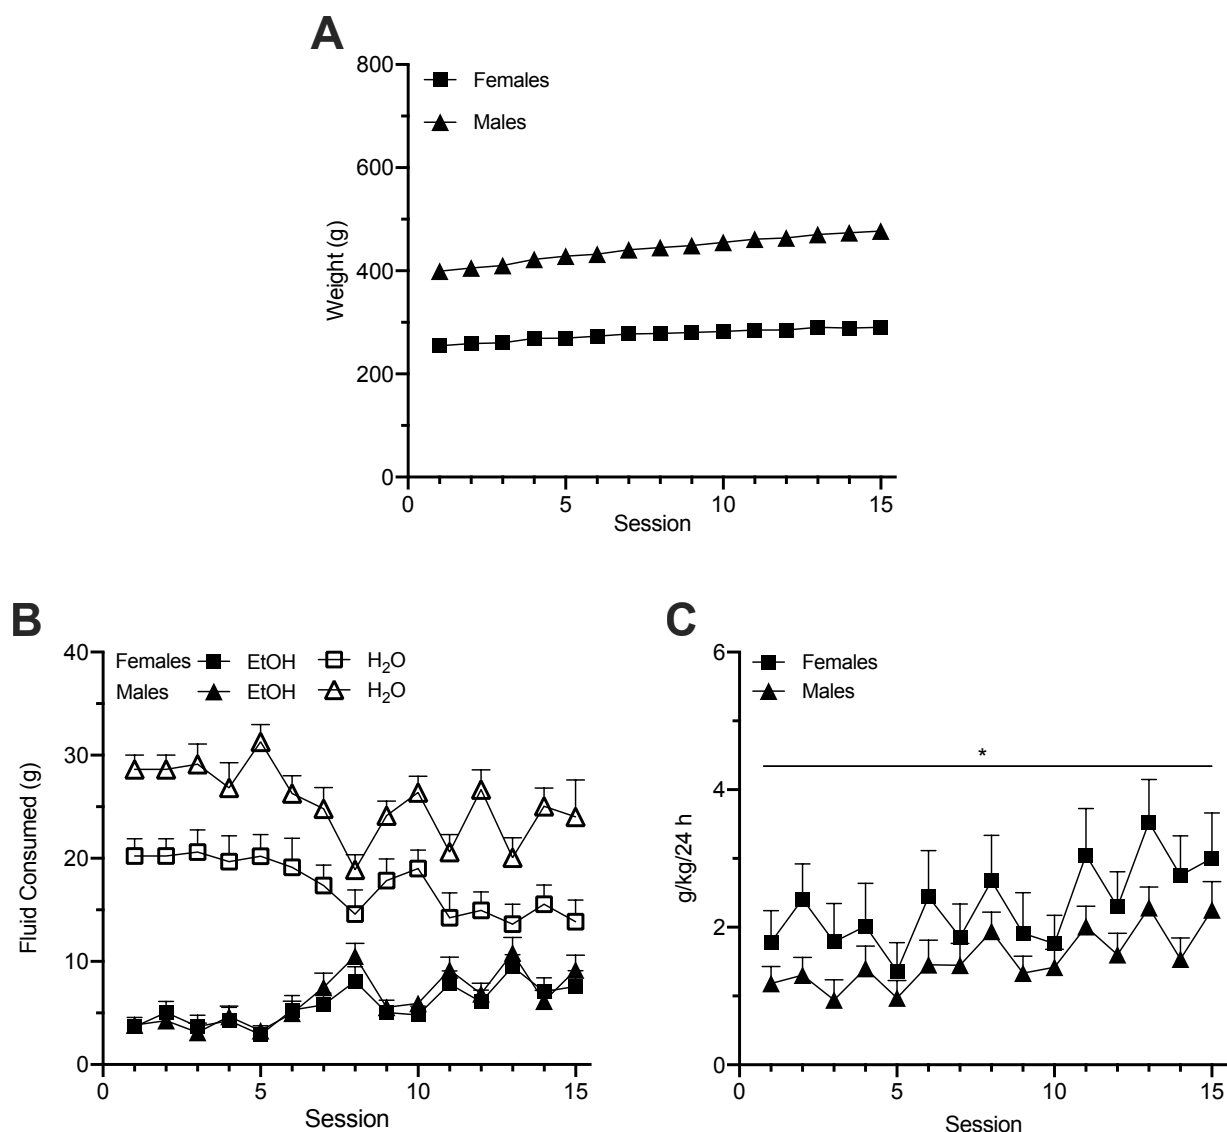 A
800
600
400
200
0
Weight (g)
Females
Males
0 5 10 15
Session
B
40
30
20
10
0
Fluid Consumed (g)
Females EtOH H₂O
Males EtOH H₂O
0 5 10 15
Session
C
6
4
2
0
g/kg/24 h
Females
Males
*
0 5 10 15
Session